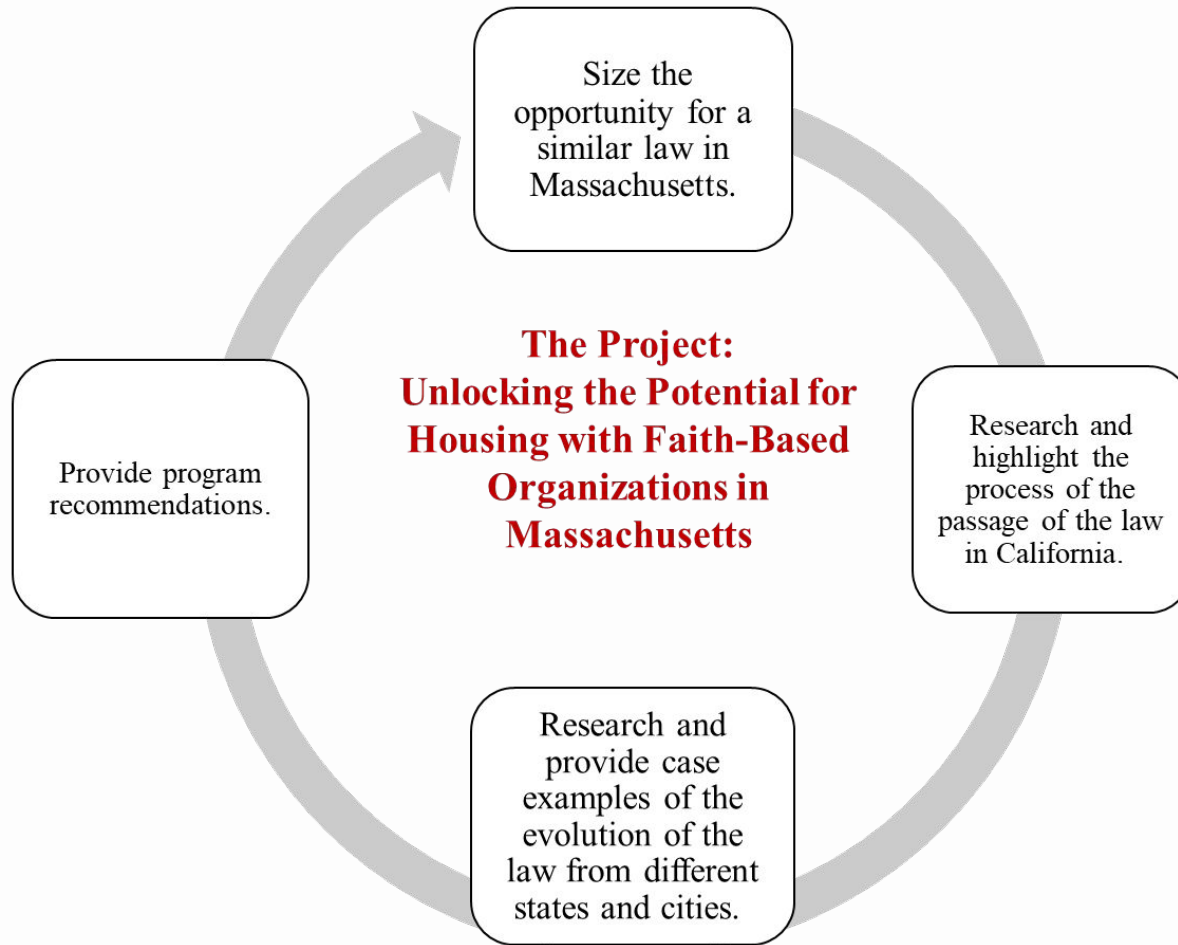 Size the
opportunity for a
similar law in
Massachusetts.
The Project:
Unlocking the Potential for
Housing with Faith-Based
Organizations in
Massachusetts
Research and
highlight the
process of the
passage of the law
in California.
Research and
provide case
examples of the
evolution of the
law from different
states and cities.
Provide program
recommendations.